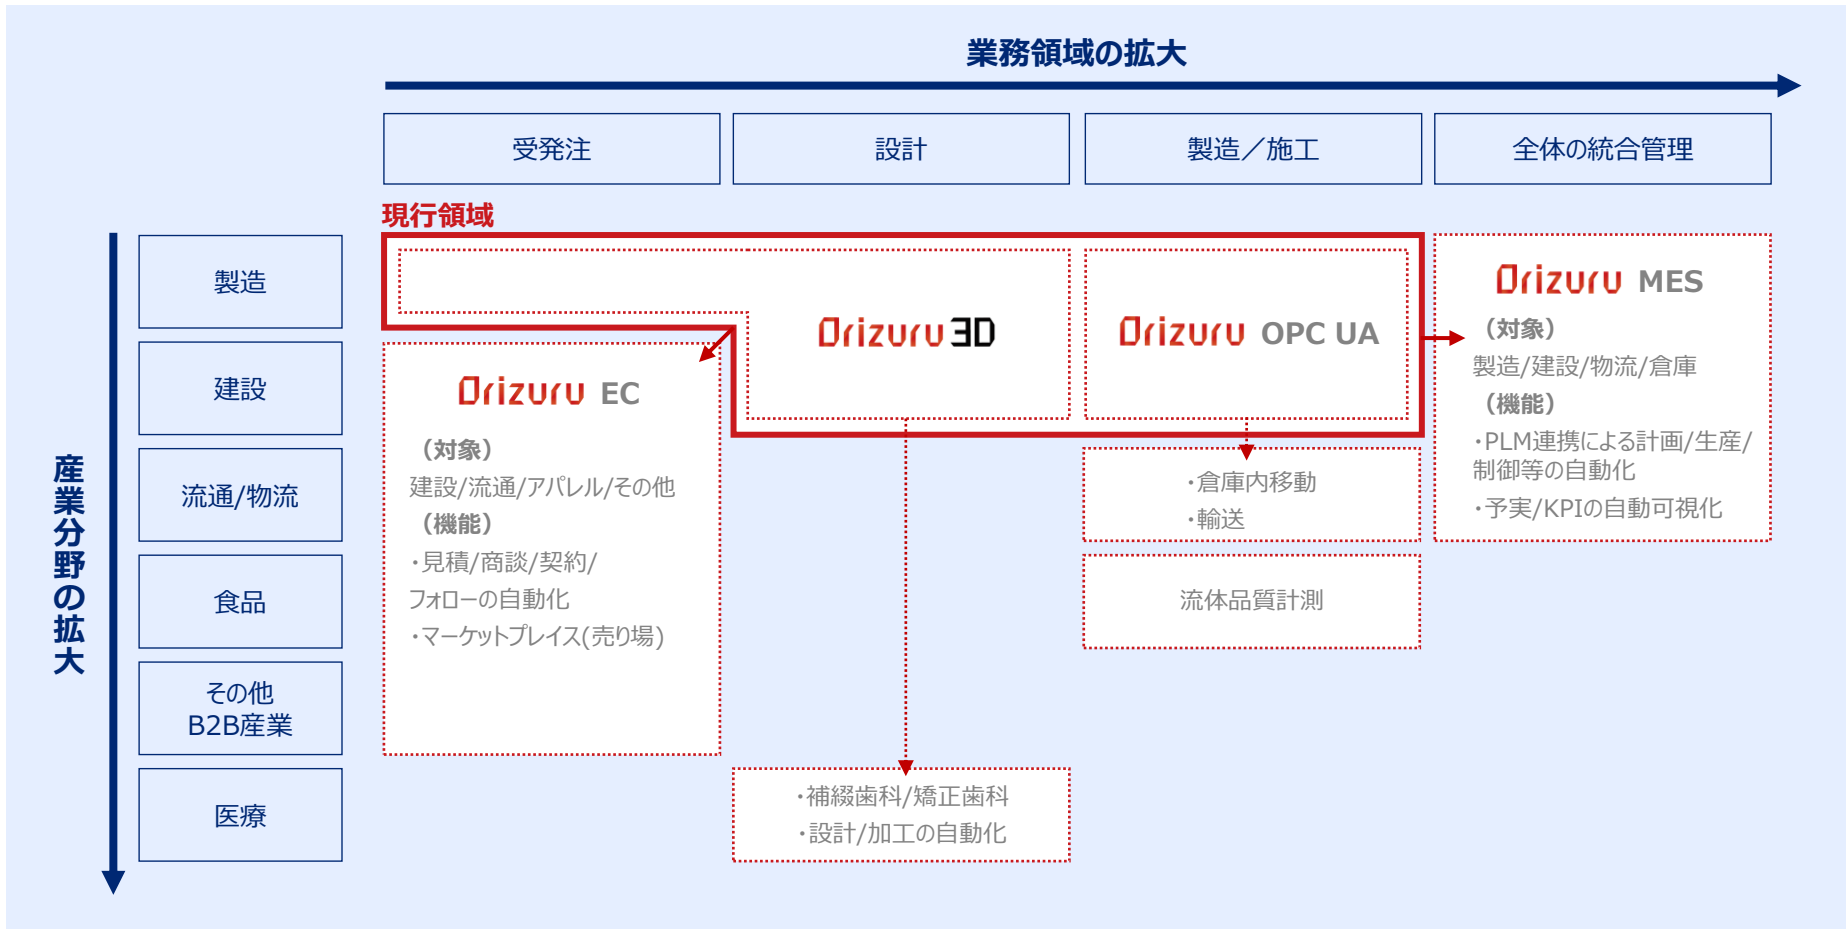 業務領域の拡大
受発注
設計
製造／施工
全体の統合管理
現行領域
産業分野の拡大
製造
建設
流通/物流
食品
その他
B2B産業
医療
Orizuru 3D
Orizuru OPC UA
Orizuru MES
（対象）
製造/建設/物流/倉庫
（機能）
・PLM連携による計画/生産/
制御等の自動化
・予実/KPIの自動可視化
Orizuru EC
（対象）
建設/流通/アパレル/その他
（機能）
・見積/商談/契約/
フォローの自動化
・マーケットプレイス(売り場)
・倉庫内移動
・輸送
流体品質計測
・補綴歯科/矯正歯科
・設計/加工の自動化